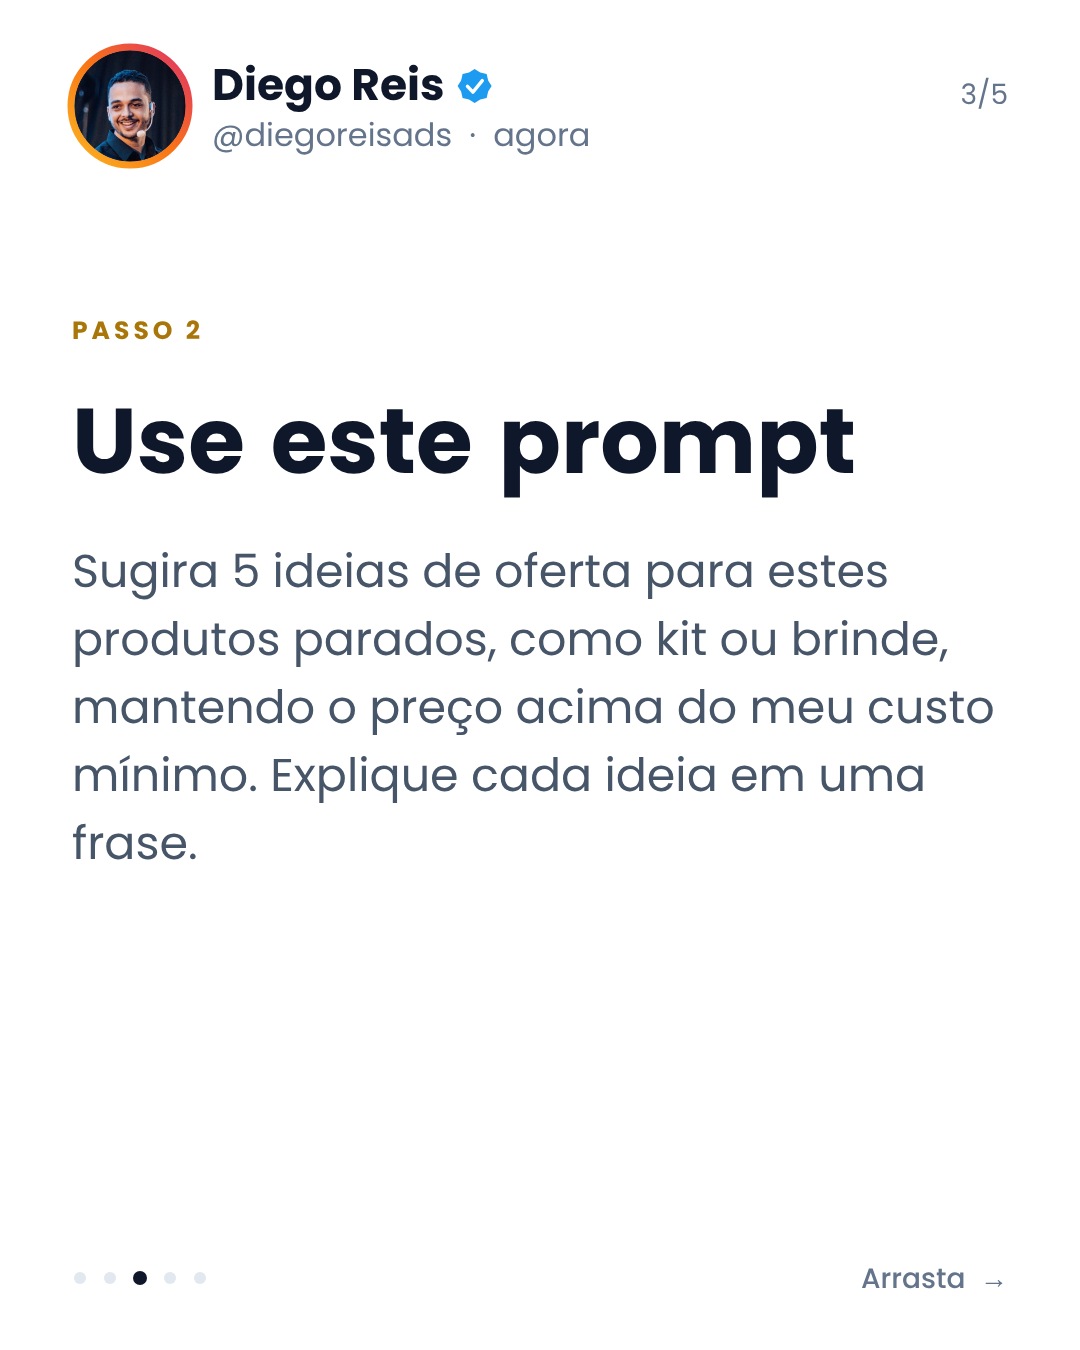 Diego Reis
3/5
@diegoreisads · agora
PASSO 2
Use este prompt
Sugira 5 ideias de oferta para estes
produtos parados, como kit ou brinde,
mantendo o preço acima do meu custo
mínimo. Explique cada ideia em uma
frase.
Arrasta →